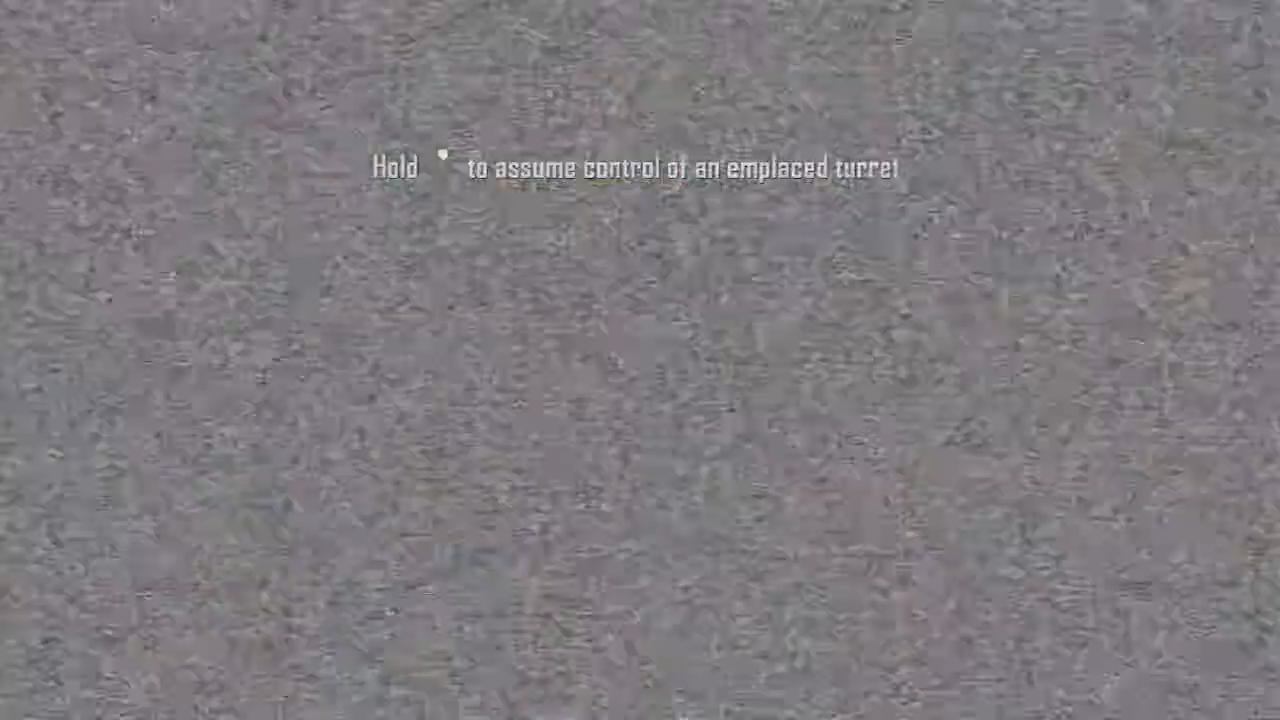 Hold to assume control of an emplaced turret